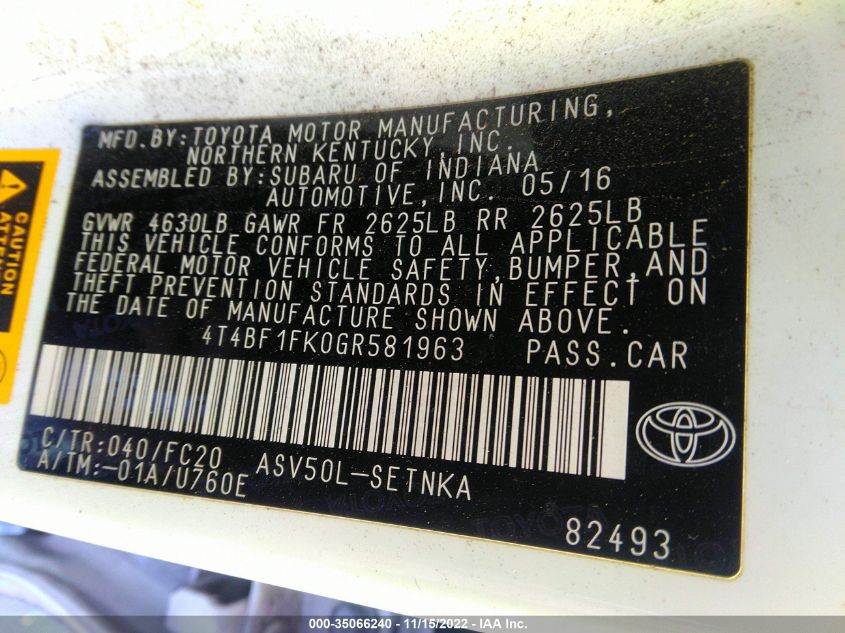 MFD.BY:TOYOTA MOTOR MANUFACTURING,
NORTHERN KENTUCKY,INC.
ASSEMBLED BY:SUBARU OF INDIANA
AUTOMOTIVE,INC. 05/16
GVWR 4630LB GAWR FR 2625LB RR 2625LB
THIS VEHICLE CONFORMS TO ALL APPLICABLE
FEDERAL MOTOR VEHICLE SAFETY,BUMPER,AND
THEFT PREVENTION STANDARDS IN EFFECT ON
THE DATE OF MANUFACTURE SHOWN ABOVE.
4T4BF1FK0GR581963 PASS.CAR
C/TR:040/FC20 ASV50L-SETNKA
A/TM:-01A/U760E
82493
CAUTION
000-35066240 - 11/15/2022 - IAA Inc.